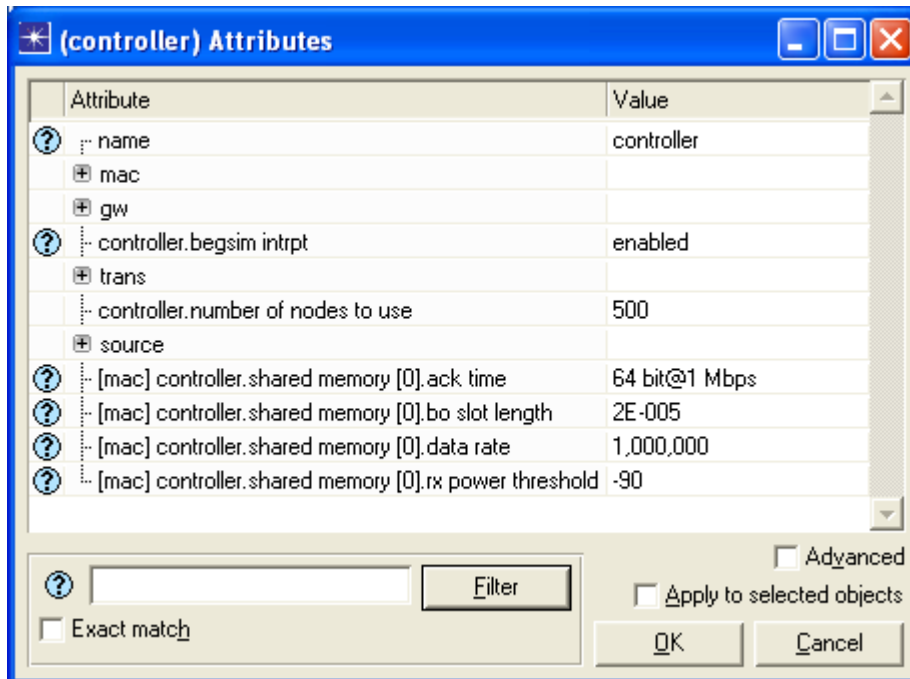 (controller) Attributes
Attribute Value
name controller
mac
gw
controller.begsim intrpt enabled
trans
controller.number of nodes to use 500
source
[mac] controller.shared memory [0].ack time 64 bit@1 Mbps
[mac] controller.shared memory [0].bo slot length 2E-005
[mac] controller.shared memory [0].data rate 1,000,000
[mac] controller.shared memory [0].rx power threshold -90
Advanced
Filter
Apply to selected objects
Exact match
OK Cancel